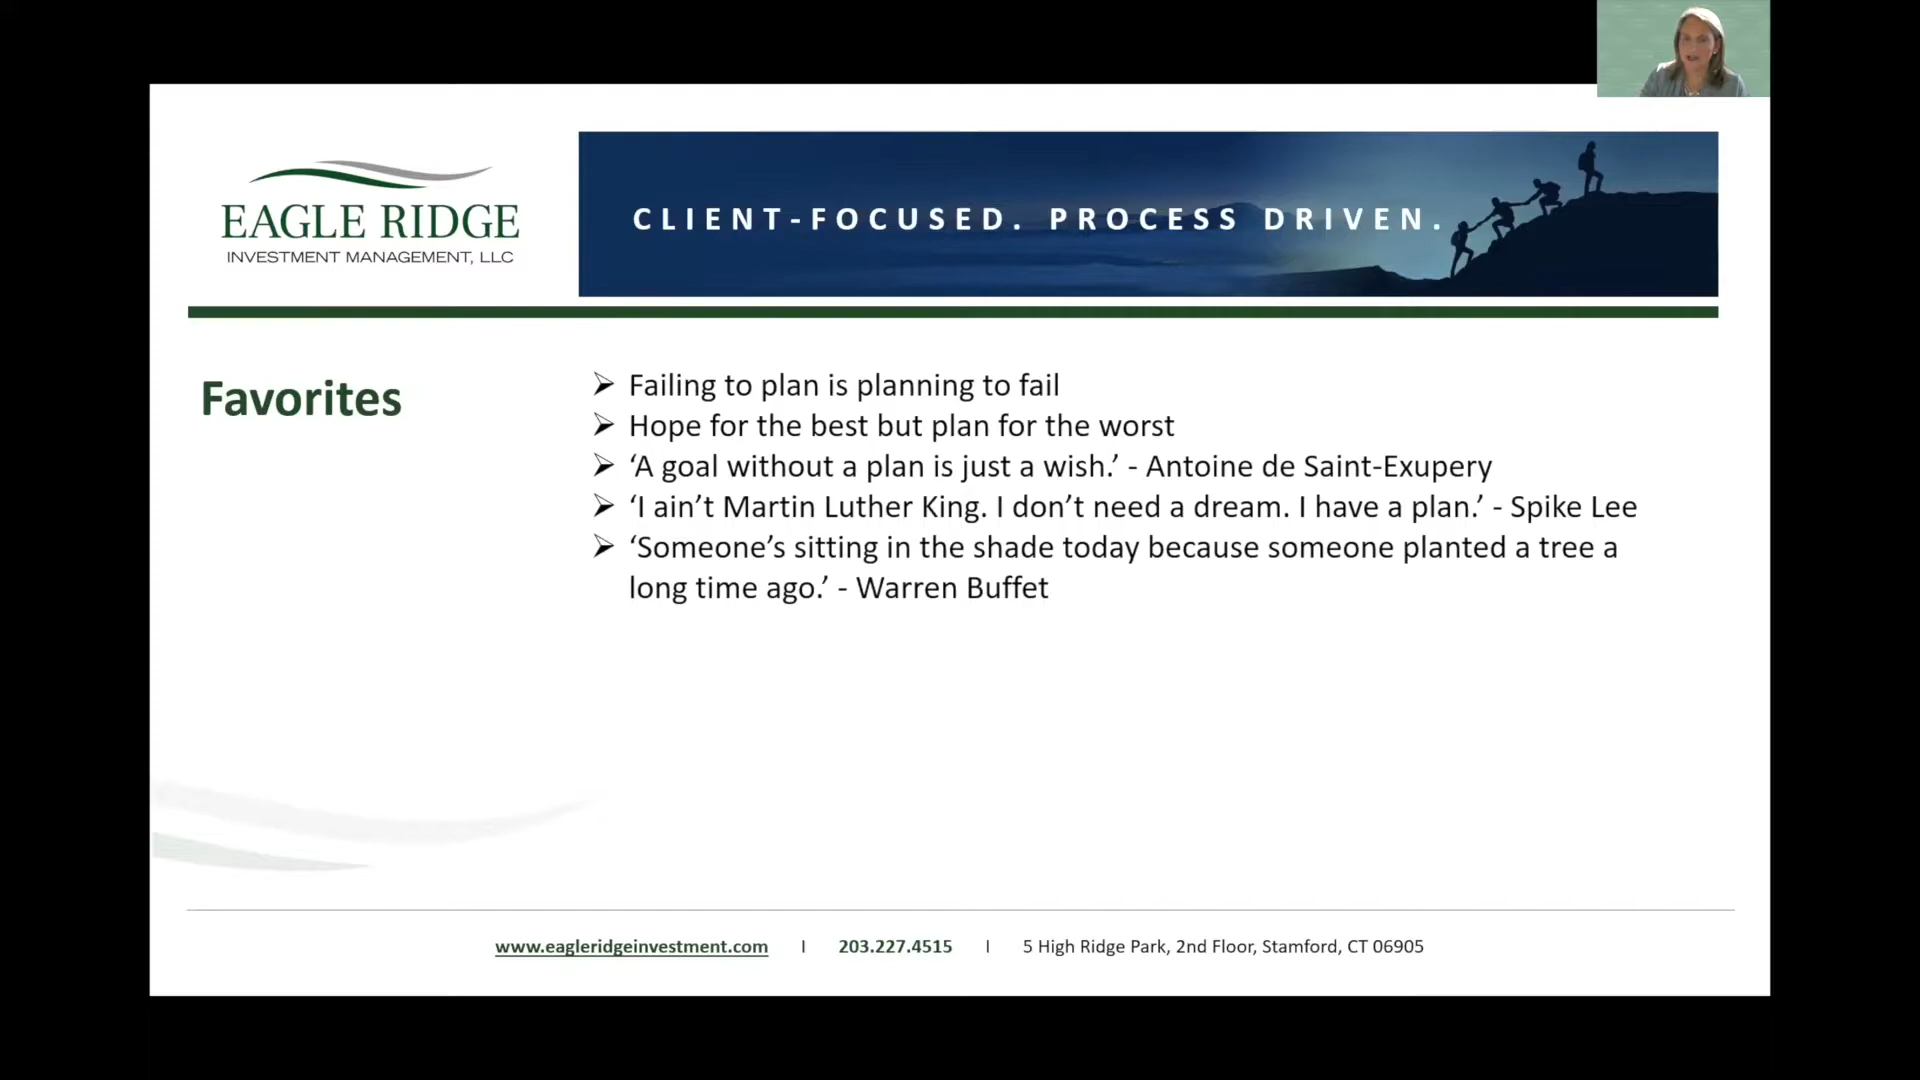 EAGLE RIDGE
INVESTMENT MANAGEMENT, LLC
CLIENT-FOCUSED. PROCESS DRIVEN.
Favorites
➢ Failing to plan is planning to fail
➢ Hope for the best but plan for the worst
➢ ‘A goal without a plan is just a wish.’ - Antoine de Saint-Exupery
➢ ‘I ain’t Martin Luther King. I don’t need a dream. I have a plan.’ - Spike Lee
➢ ‘Someone’s sitting in the shade today because someone planted a tree a
long time ago.’ - Warren Buffet
www.eagleridgeinvestment.com I 203.227.4515 I 5 High Ridge Park, 2nd Floor, Stamford, CT 06905